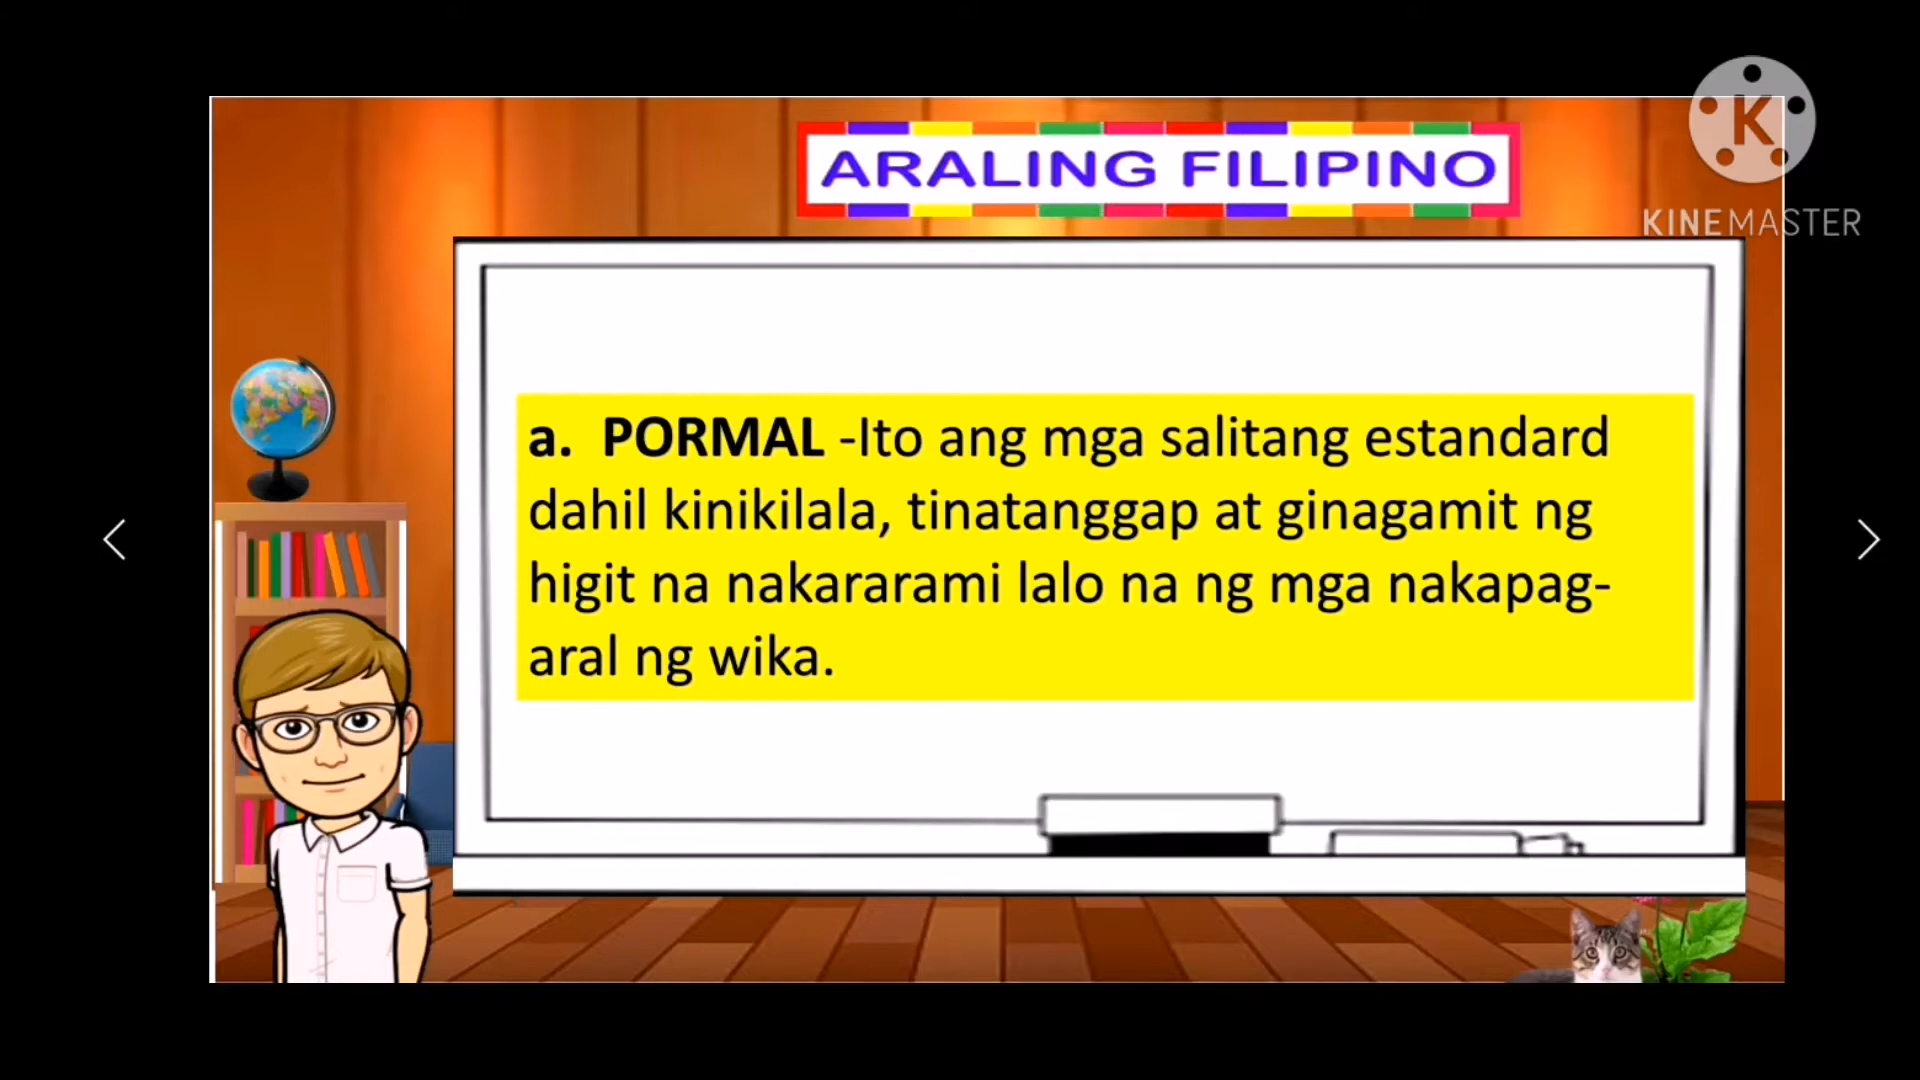 ARALING FILIPINO
K
KINEMASTER
a. PORMAL -Ito ang mga salitang estandard
dahil kinikilala, tinatanggap at ginagamit ng
higit na nakararami lalo na ng mga nakapag-
aral ng wika.